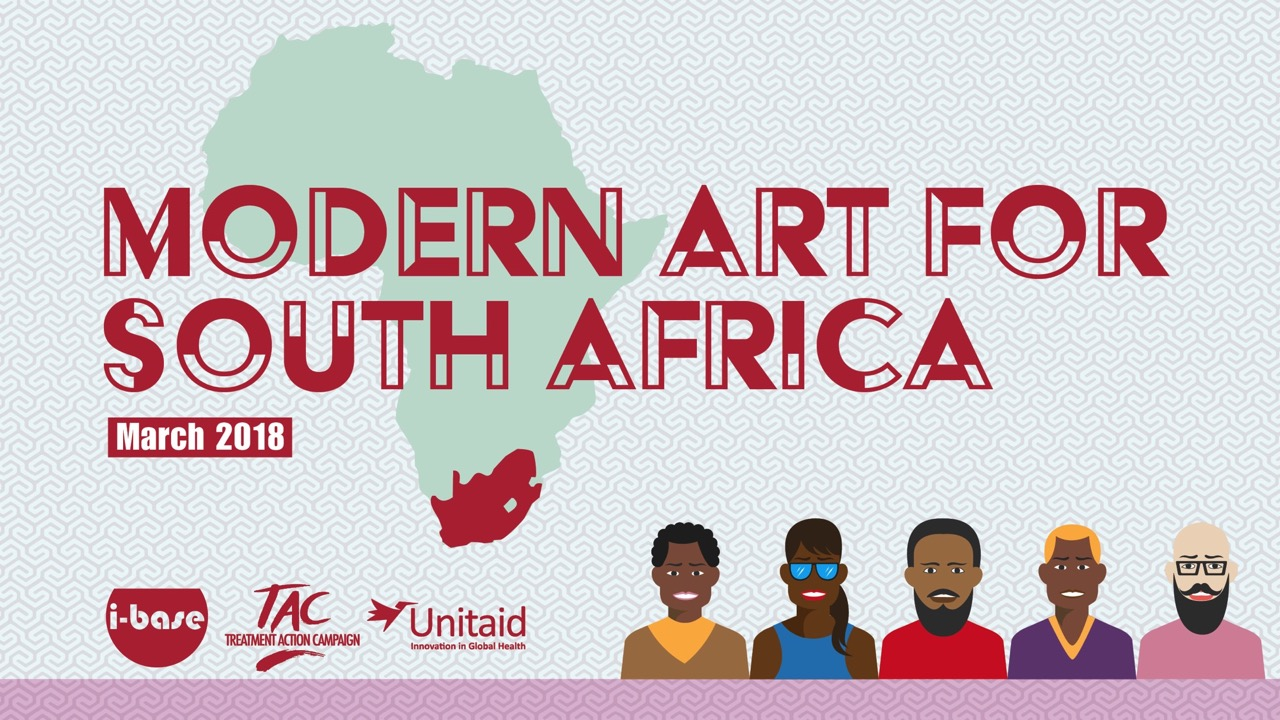 MODERN ART FOR
SOUTH AFRICA
March 2018
i-base
TAC
TREATMENT ACTION CAMPAIGN
Unitaid
Innovation in Global Health